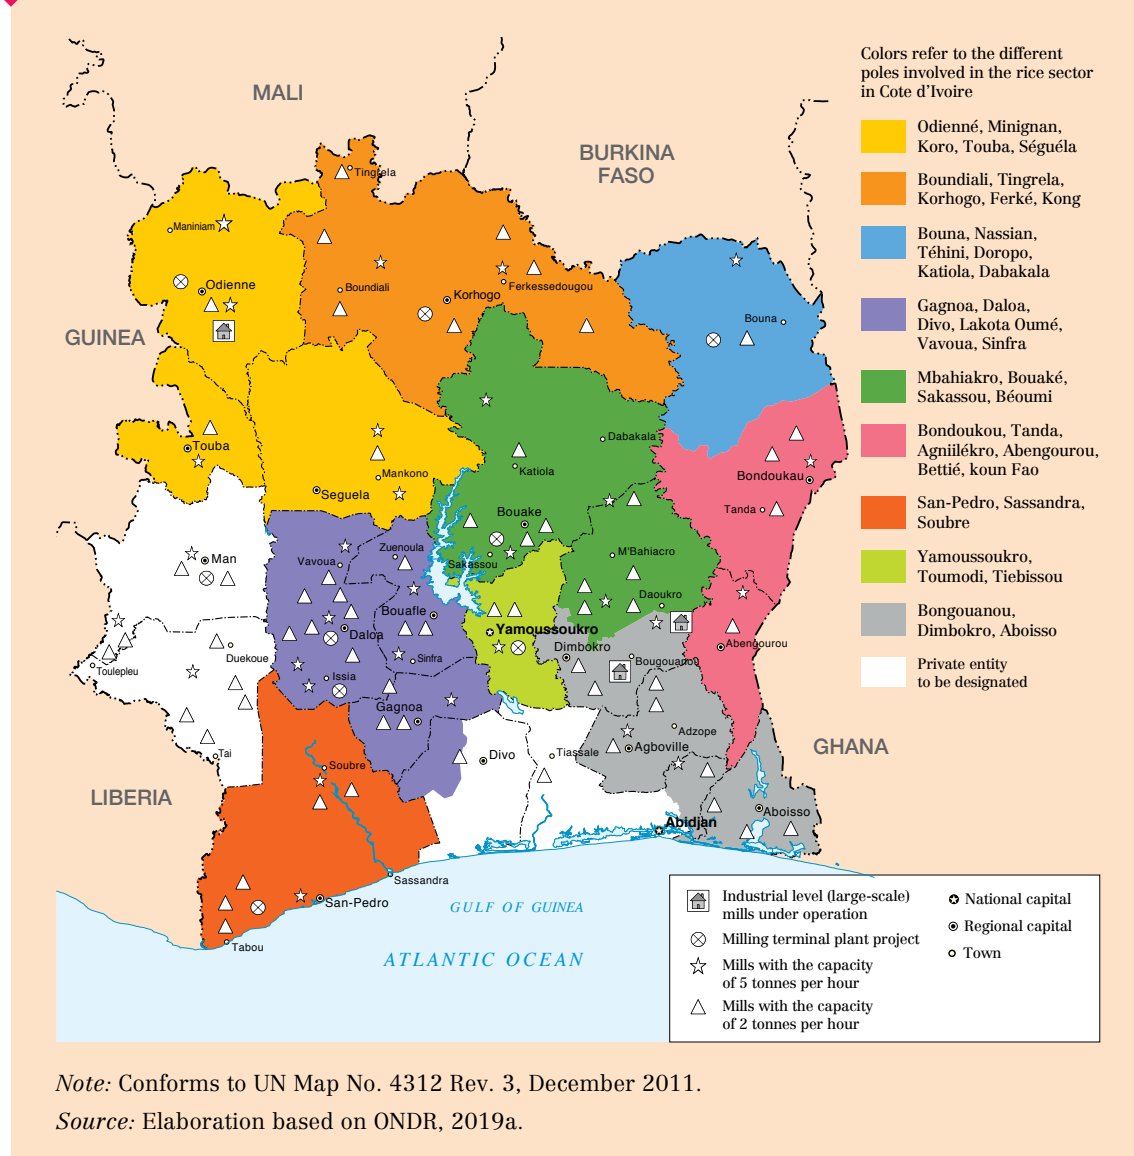 Colors refer to the different
poles involved in the rice sector
in Cote d'Ivoire
Odienné, Minignan,
Koro, Touba, Séguéla
Boundiali, Tingrela,
Korhogo, Ferké, Kong
Bouna, Nassian,
Téhini, Doropo,
Katiola, Dabakala
Gagnoa, Daloa,
Divo, Lakota Oumé,
Vavoua, Sinfra
Mbahiakro, Bouaké,
Sakassou, Béoumi
Bondoukou, Tanda,
Agniilékro, Abengourou,
Bettié, koun Fao
San-Pedro, Sassandra,
Soubre
Yamoussoukro,
Toumodi, Tiebissou
Bongouanou,
Dimbokro, Aboisso
Private entity
to be designated
MALI
BURKINA
FASO
GUINEA
LIBERIA
GHANA
Tingrela
Maniniam
Odienne
Boundiali
Korhogo
Ferkessedougou
Bouna
Touba
Mankono
Seguela
Dabakala
Katiola
Bondoukau
Tanda
Bouake
Man
Vavoua
Zuenoula
Sakassou
M'Bahiacro
Daoukro
Bouafle
Daloa
Yamoussoukro
Dimbokro
Bougouanou
Abengourou
Toulepleu
Duekoue
Sinfra
Issia
Gagnoa
Tai
Divo
Tiassale
Agboville
Adzope
Soubre
Abidjan
Aboisso
Sassandra
San-Pedro
Tabou
GULF OF GUINEA
ATLANTIC OCEAN
Industrial level (large-scale)
mills under operation
Milling terminal plant project
Mills with the capacity
of 5 tonnes per hour
Mills with the capacity
of 2 tonnes per hour
National capital
Regional capital
Town
Note: Conforms to UN Map No. 4312 Rev. 3, December 2011.
Source: Elaboration based on ONDR, 2019a.